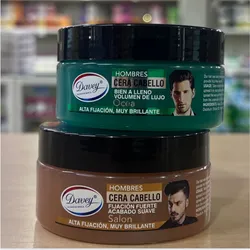 HOMBRES
Davey
CERA CABELLO
BIEN A LLENO
VOLUMEN DE LUJO
Ocea
ALTA FIJACIÓN, MUY BRILLANTE
HOMBRES
Davey
CERA CABELLO
FIJACIÓN FUERTE
ACABADO SUAVE
Salon
ALTA FIJACIÓN, MUY BRILLANTE